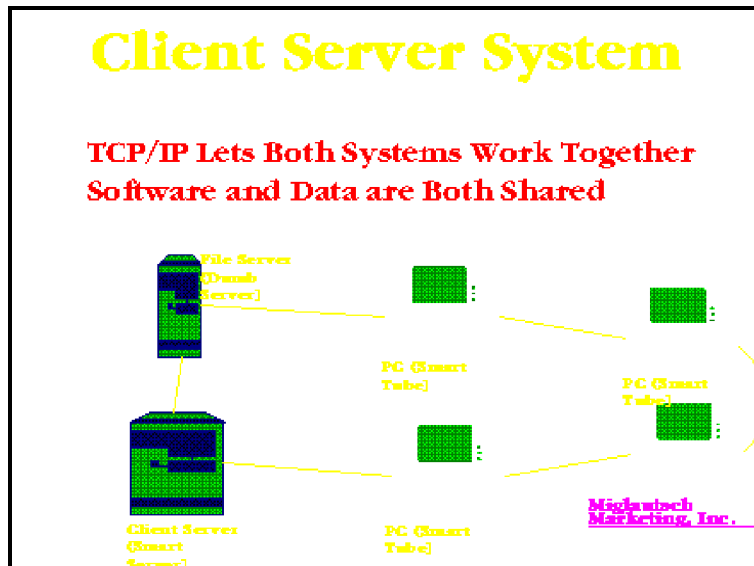 Client Server System
TCP/IP Lets Both Systems Work Together
Software and Data are Both Shared
File Server
(Dumb
Server)
PC (Smart
Tube)
PC (Smart
Tube)
Client Server
(Smart
Server)
PC (Smart
Tube)
Miglautsch
Marketing, Inc.